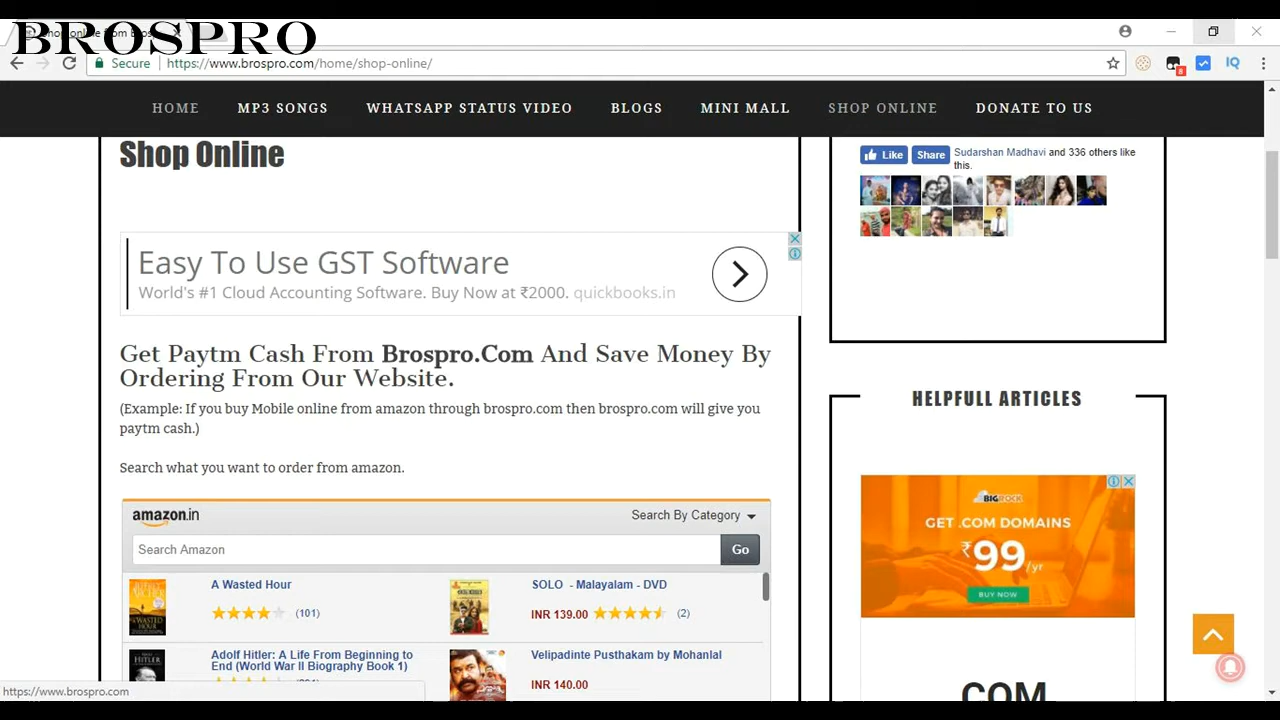 BROSPRO
Secure
https://www.brospro.com/home/shop-online/
8
IQ
HOME MP3 SONGS WHATSAPP STATUS VIDEO BLOGS MINI MALL SHOP ONLINE DONATE TO US
Shop Online
Easy To Use GST Software
World's #1 Cloud Accounting Software. Buy Now at ₹2000. quickbooks.in
Get Paytm Cash From Brospro.Com And Save Money By
Ordering From Our Website.
(Example: If you buy Mobile online from amazon through brospro.com then brospro.com will give you
paytm cash.)
Search what you want to order from amazon.
amazon.in
Search By Category
Search Amazon
Go
A Wasted Hour
(101)
SOLO - Malayalam - DVD
INR 139.00
(2)
Adolf Hitler: A Life From Beginning to
End (World War II Biography Book 1)
Velipadinte Pusthakam by Mohanlal
INR 140.00
https://www.brospro.com
Like
Share
Sudarshan Madhavi and 336 others like
this.
HELPFULL ARTICLES
BIGROCK
GET .COM DOMAINS
₹99/yr
BUY NOW
.COM